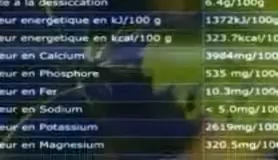 te à la dessiccation 6.4g/100g
eur energetique en kJ/100 g 1372kJ/100g
eur energetique en kcal/100 g 323.7kcal/10
eur en Calcium 3984mg/100
eur en Phosphore 535 mg/100
eur en Fer 10.3mg/100g
eur en Sodium < 5.0mg/100
eur en Potassium 2619mg/100
eur en Magnesium 320.5mg/10